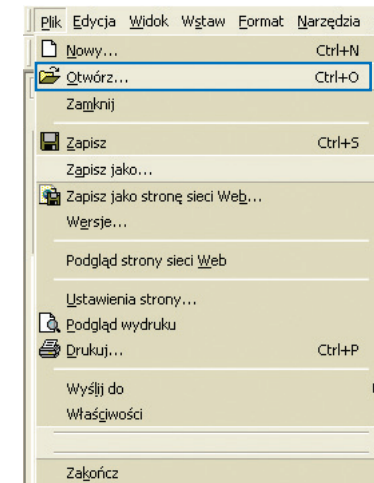 Plik Edycja Widok Wstaw Format Narzędzia
Nowy... Ctrl+N
Otwórz... Ctrl+O
Zamknij
Zapisz Ctrl+S
Zapisz jako...
Zapisz jako stronę sieci Web...
Wersje...
Podgląd strony sieci Web
Ustawienia strony...
Podgląd wydruku
Drukuj... Ctrl+P
Wyślij do
Właściwości
Zakończ